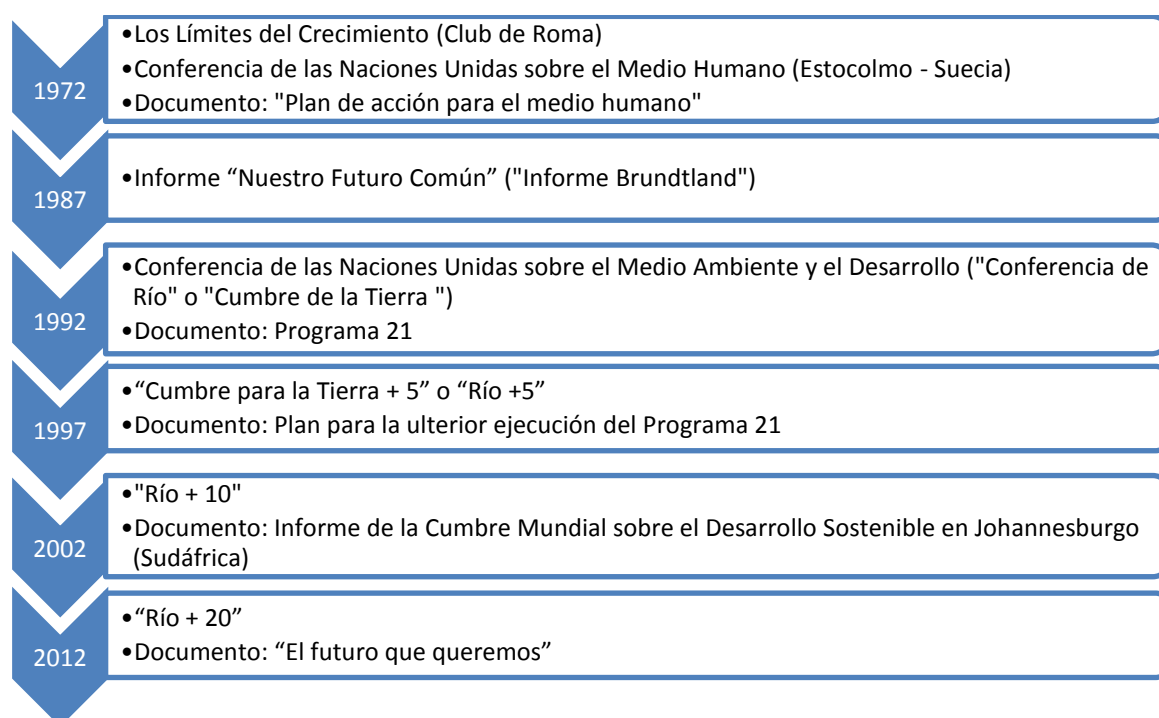 1972
•Los Límites del Crecimiento (Club de Roma)
•Conferencia de las Naciones Unidas sobre el Medio Humano (Estocolmo - Suecia)
•Documento: "Plan de acción para el medio humano"
1987
•Informe “Nuestro Futuro Común” ("Informe Brundtland")
1992
•Conferencia de las Naciones Unidas sobre el Medio Ambiente y el Desarrollo ("Conferencia de
Río" o "Cumbre de la Tierra ")
•Documento: Programa 21
1997
•“Cumbre para la Tierra + 5” o “Río +5”
•Documento: Plan para la ulterior ejecución del Programa 21
2002
•"Río + 10"
•Documento: Informe de la Cumbre Mundial sobre el Desarrollo Sostenible en Johannesburgo
(Sudáfrica)
2012
•“Río + 20”
•Documento: “El futuro que queremos”